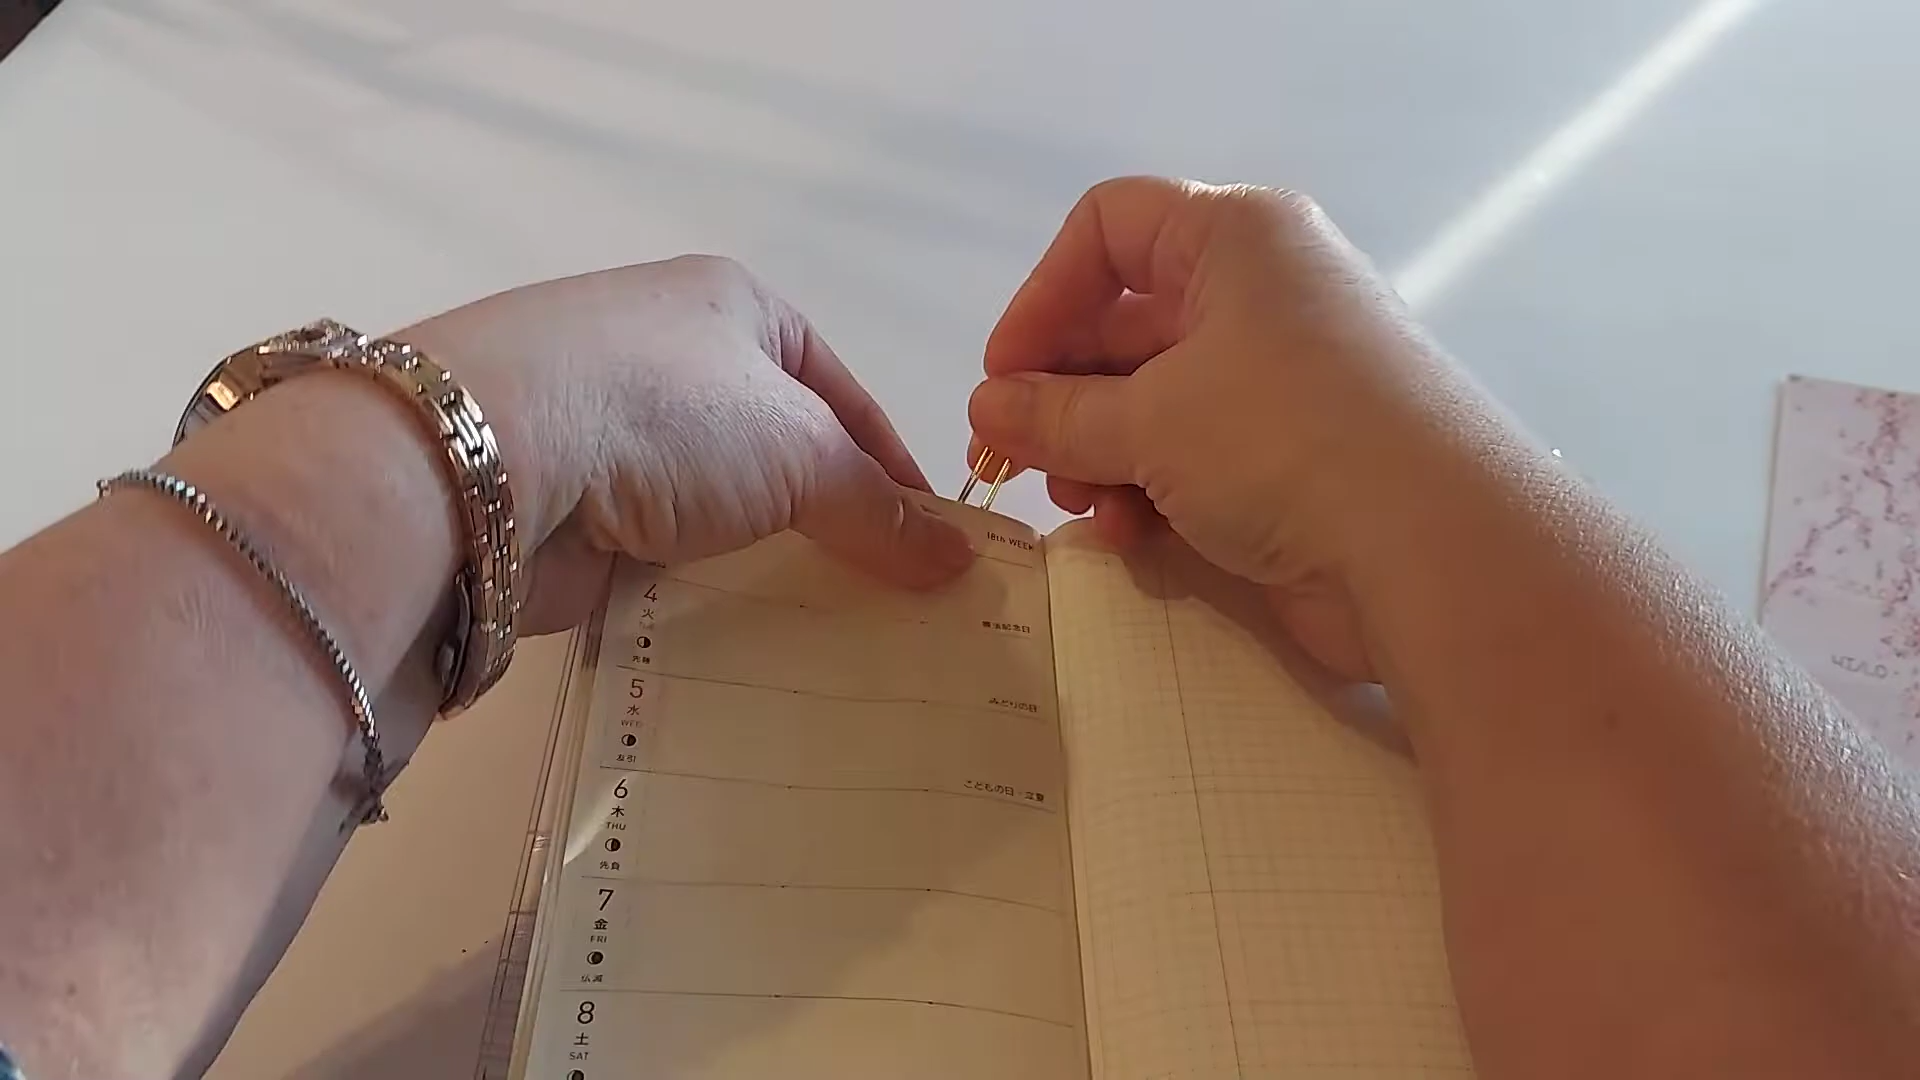 18th WEEK
4
火
TUE
先勝
憲法記念日
5
水
WED
友引
みどりの日
6
木
THU
先負
こどもの日・立夏
7
金
FRI
仏滅
8
土
SAT